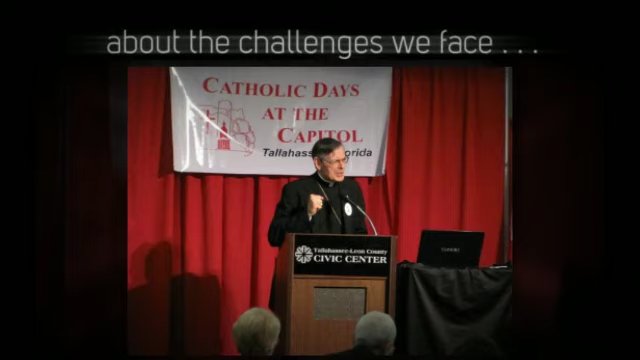 about the challenges we face . . .
CATHOLIC DAYS
AT THE
CAPITOL
Tallahassee, Florida
Tallahassee-Leon County
CIVIC CENTER